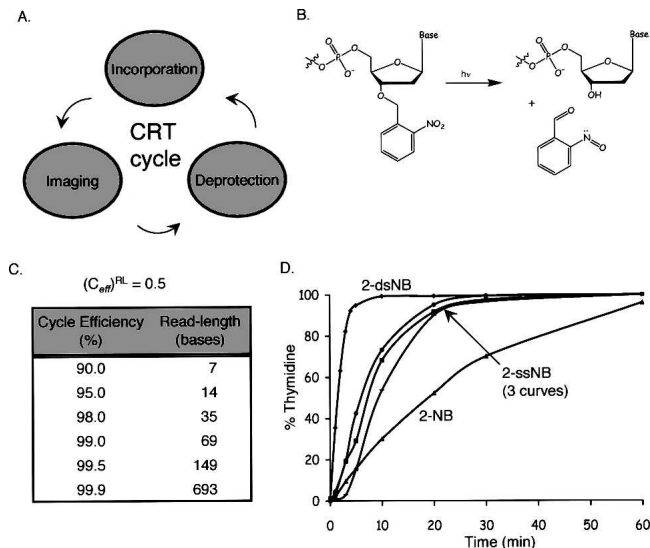 A.
Incorporation
CRT
cycle
Imaging
Deprotection
B.
O
P
O
O
O-
O
Base
O
NO2
hν
O
P
O
O
O-
O
Base
OH
+
O
N
O
C.
(Ceff)RL = 0.5
Cycle Efficiency Read-length
(%) (bases)
90.0 7
95.0 14
98.0 35
99.0 69
99.5 149
99.9 693
D.
2-dsNB
2-ssNB
(3 curves)
2-NB
% Thymidine
100
80
60
40
20
0
0 10 20 30 40 50 60
Time (min)